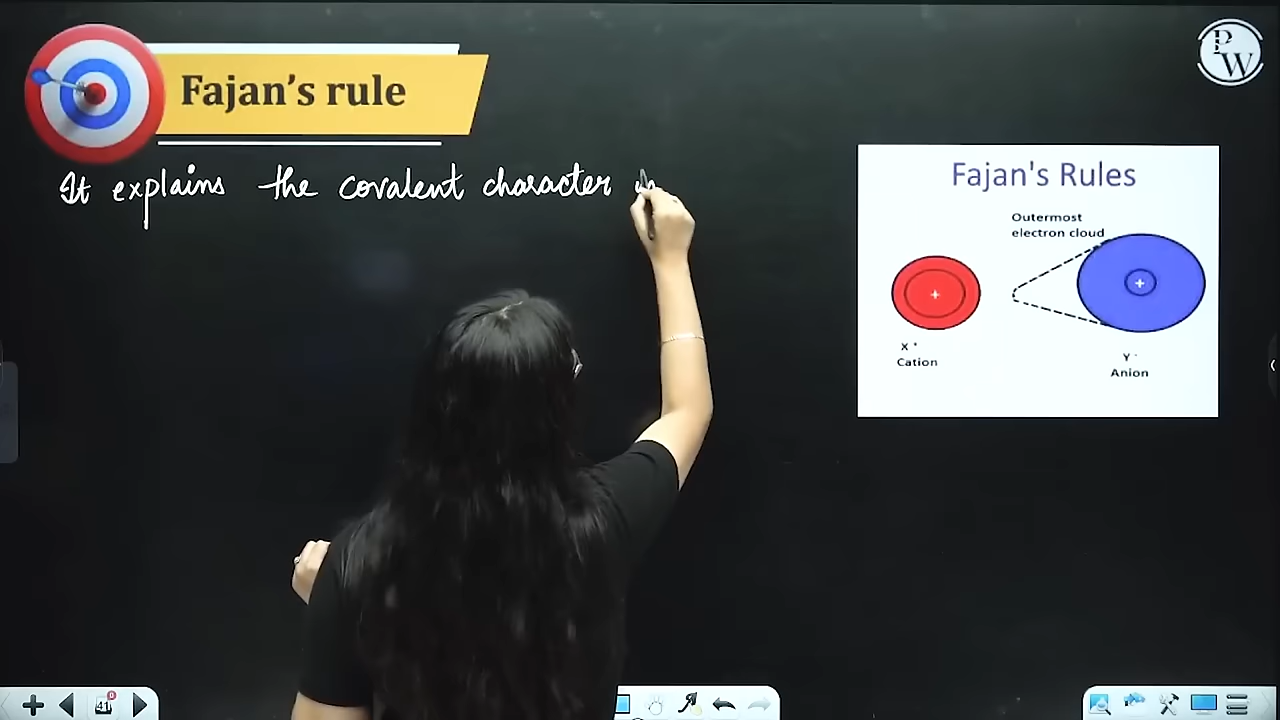 Fajan's rule
PW
It explains the covalent character
Fajan's Rules
Outermost
electron cloud
+
+
X +
Cation
Y -
Anion
41